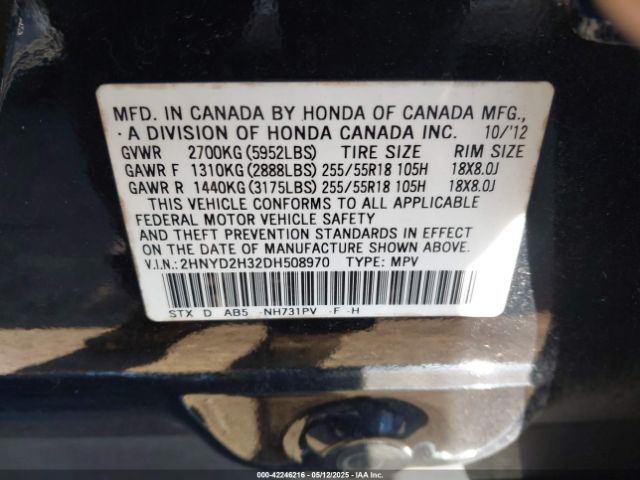 MFD. IN CANADA BY HONDA OF CANADA MFG.,
A DIVISION OF HONDA CANADA INC. 10/'12
GVWR 2700KG (5952LBS) TIRE SIZE RIM SIZE
GAWR F 1310KG (2888LBS) 255/55R18 105H 18X8.0J
GAWR R 1440KG (3175LBS) 255/55R18 105H 18X8.0J
THIS VEHICLE CONFORMS TO ALL APPLICABLE
FEDERAL MOTOR VEHICLE SAFETY
AND THEFT PREVENTION STANDARDS IN EFFECT
ON THE DATE OF MANUFACTURE SHOWN ABOVE.
V.I.N.: 2HNYD2H32DH508970 TYPE: MPV
STX D AB5 -NH731PV -F -H
000-42246216 - 05/12/2025 - IAA Inc.